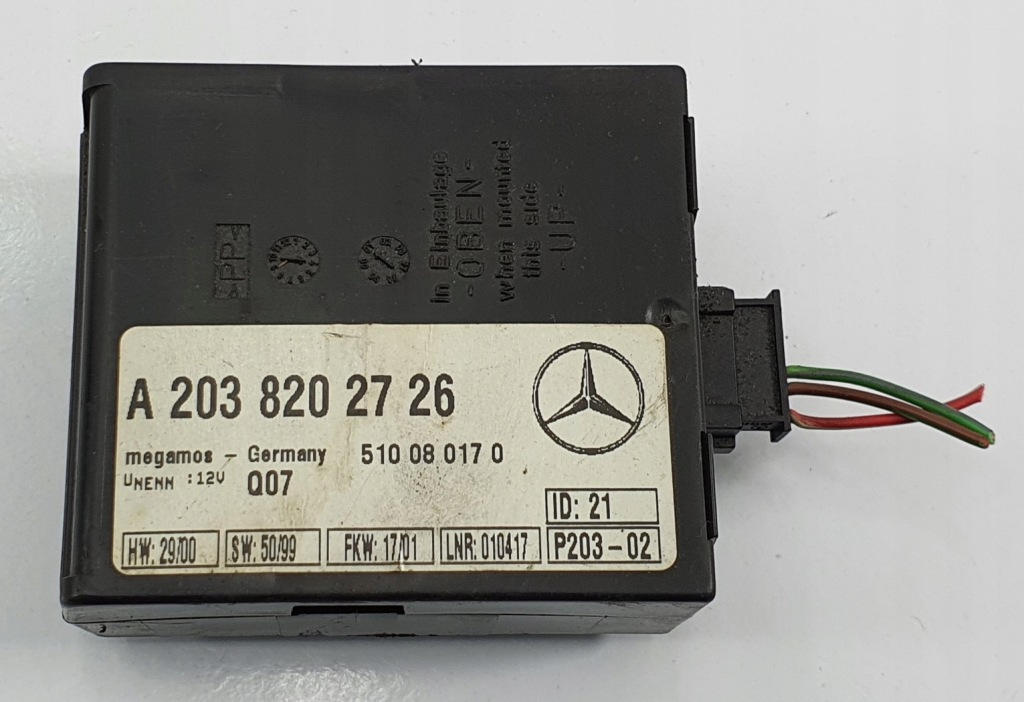 >PP<
in Einbaulage
-OBEN-
when mounted
this side
-UP-
A 203 820 27 26
megamos - Germany 510 08 017 0
UNENN :12V Q07
ID: 21
HW: 29/00 SW: 50/99 FKW: 17/01 LNR: 010417 P203-02